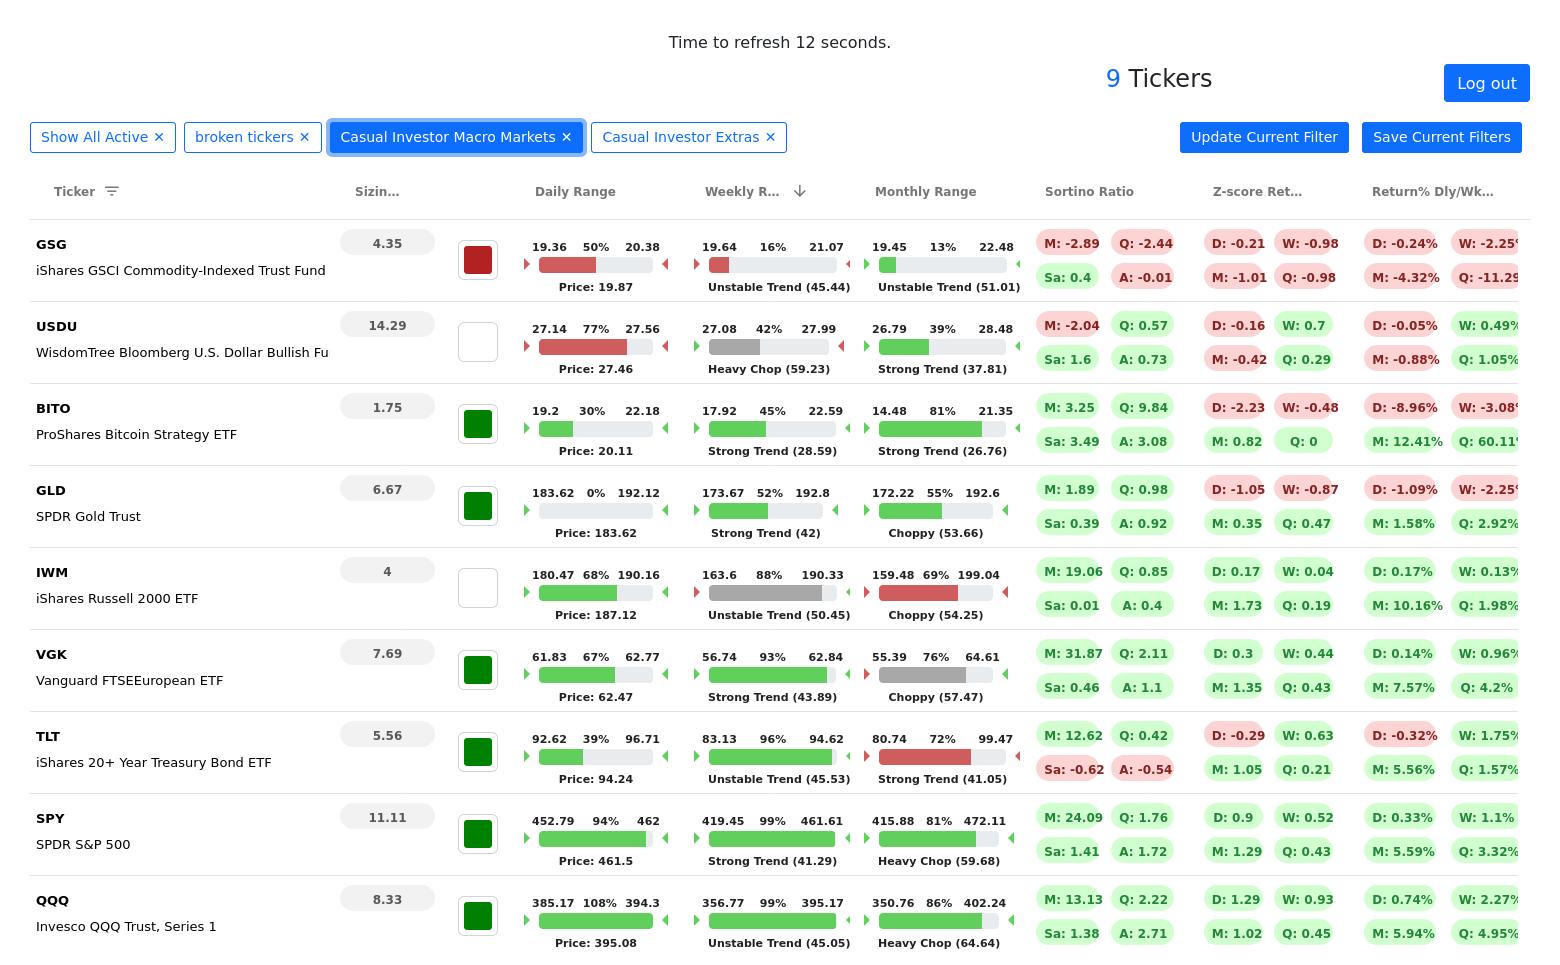 Time to refresh 12 seconds.
9 Tickers
Log out
Show All Active ✕ broken tickers ✕ Casual Investor Macro Markets ✕ Casual Investor Extras ✕ Update Current Filter Save Current Filters
Ticker Sizin... Daily Range Weekly R... Monthly Range Sortino Ratio Z-score Ret... Return% Dly/Wk...
GSG 4.35 19.36 50% 20.38 19.64 16% 21.07 19.45 13% 22.48 M: -2.89 Q: -2.44 D: -0.21 W: -0.98 D: -0.24% W: -2.25%
iShares GSCI Commodity-Indexed Trust Fund Price: 19.87 Unstable Trend (45.44) Unstable Trend (51.01) Sa: 0.4 A: -0.01 M: -1.01 Q: -0.98 M: -4.32% Q: -11.29
USDU 14.29 27.14 77% 27.56 27.08 42% 27.99 26.79 39% 28.48 M: -2.04 Q: 0.57 D: -0.16 W: 0.7 D: -0.05% W: 0.49%
WisdomTree Bloomberg U.S. Dollar Bullish Fu Price: 27.46 Heavy Chop (59.23) Strong Trend (37.81) Sa: 1.6 A: 0.73 M: -0.42 Q: 0.29 M: -0.88% Q: 1.05%
BITO 1.75 19.2 30% 22.18 17.92 45% 22.59 14.48 81% 21.35 M: 3.25 Q: 9.84 D: -2.23 W: -0.48 D: -8.96% W: -3.08%
ProShares Bitcoin Strategy ETF Price: 20.11 Strong Trend (28.59) Strong Trend (26.76) Sa: 3.49 A: 3.08 M: 0.82 Q: 0 M: 12.41% Q: 60.11%
GLD 6.67 183.62 0% 192.12 173.67 52% 192.8 172.22 55% 192.6 M: 1.89 Q: 0.98 D: -1.05 W: -0.87 D: -1.09% W: -2.25%
SPDR Gold Trust Price: 183.62 Strong Trend (42) Choppy (53.66) Sa: 0.39 A: 0.92 M: 0.35 Q: 0.47 M: 1.58% Q: 2.92%
IWM 4 180.47 68% 190.16 163.6 88% 190.33 159.48 69% 199.04 M: 19.06 Q: 0.85 D: 0.17 W: 0.04 D: 0.17% W: 0.13%
iShares Russell 2000 ETF Price: 187.12 Unstable Trend (50.45) Choppy (54.25) Sa: 0.01 A: 0.4 M: 1.73 Q: 0.19 M: 10.16% Q: 1.98%
VGK 7.69 61.83 67% 62.77 56.74 93% 62.84 55.39 76% 64.61 M: 31.87 Q: 2.11 D: 0.3 W: 0.44 D: 0.14% W: 0.96%
Vanguard FTSEEuropean ETF Price: 62.47 Strong Trend (43.89) Choppy (57.47) Sa: 0.46 A: 1.1 M: 1.35 Q: 0.43 M: 7.57% Q: 4.2%
TLT 5.56 92.62 39% 96.71 83.13 96% 94.62 80.74 72% 99.47 M: 12.62 Q: 0.42 D: -0.29 W: 0.63 D: -0.32% W: 1.75%
iShares 20+ Year Treasury Bond ETF Price: 94.24 Unstable Trend (45.53) Strong Trend (41.05) Sa: -0.62 A: -0.54 M: 1.05 Q: 0.21 M: 5.56% Q: 1.57%
SPY 11.11 452.79 94% 462 419.45 99% 461.61 415.88 81% 472.11 M: 24.09 Q: 1.76 D: 0.9 W: 0.52 D: 0.33% W: 1.1%
SPDR S&P 500 Price: 461.5 Strong Trend (41.29) Heavy Chop (59.68) Sa: 1.41 A: 1.72 M: 1.29 Q: 0.43 M: 5.59% Q: 3.32%
QQQ 8.33 385.17 108% 394.3 356.77 99% 395.17 350.76 86% 402.24 M: 13.13 Q: 2.22 D: 1.29 W: 0.93 D: 0.74% W: 2.27%
Invesco QQQ Trust, Series 1 Price: 395.08 Unstable Trend (45.05) Heavy Chop (64.64) Sa: 1.38 A: 2.71 M: 1.02 Q: 0.45 M: 5.94% Q: 4.95%